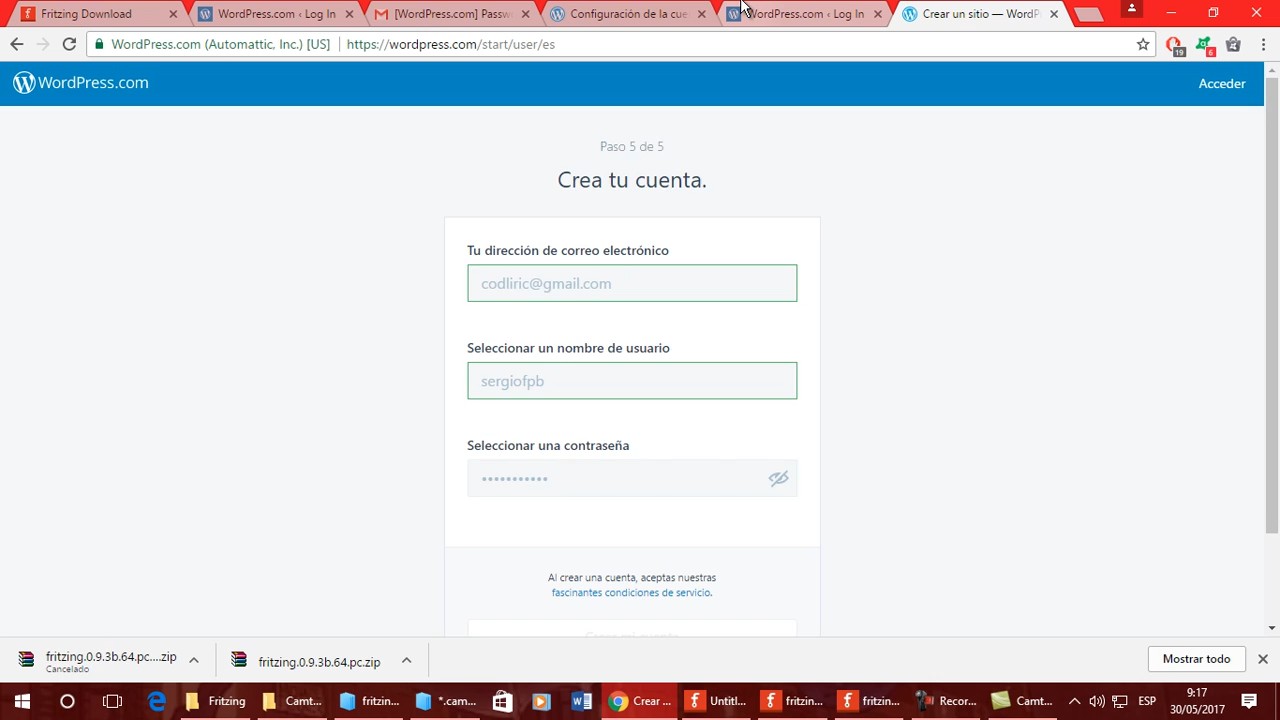 Fritzing Download
WordPress.com ‹ Log In
[WordPress.com] Passw
Configuración de la cue
WordPress.com ‹ Log In
Crear un sitio — WordP
WordPress.com (Automattic, Inc.) [US]
https://wordpress.com/start/user/es
19
6
WordPress.com
Acceder
Paso 5 de 5
Crea tu cuenta.
Tu dirección de correo electrónico
codliric@gmail.com
Seleccionar un nombre de usuario
sergiofpb
Seleccionar una contraseña
•••••••••••
Al crear una cuenta, aceptas nuestras
fascinantes condiciones de servicio.
fritzing.0.9.3b.64.pc....zip
Cancelado
fritzing.0.9.3b.64.pc.zip
Mostrar todo
Fritzing
Camt...
fritzin...
*.cam...
Crear ...
Untitl...
fritzin...
fritzin...
Recor...
Camt...
ESP
9:17
30/05/2017